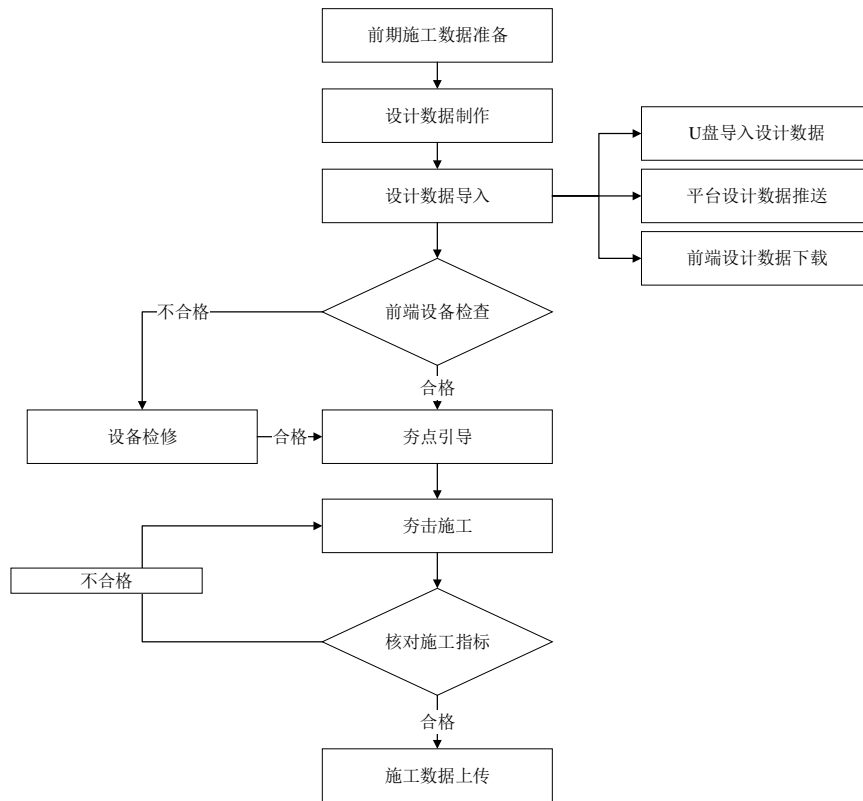 前期施工数据准备
设计数据制作
U盘导入设计数据
设计数据导入
平台设计数据推送
前端设计数据下载
前端设备检查
不合格
合格
设备检修
合格
夯点引导
夯击施工
不合格
核对施工指标
合格
施工数据上传